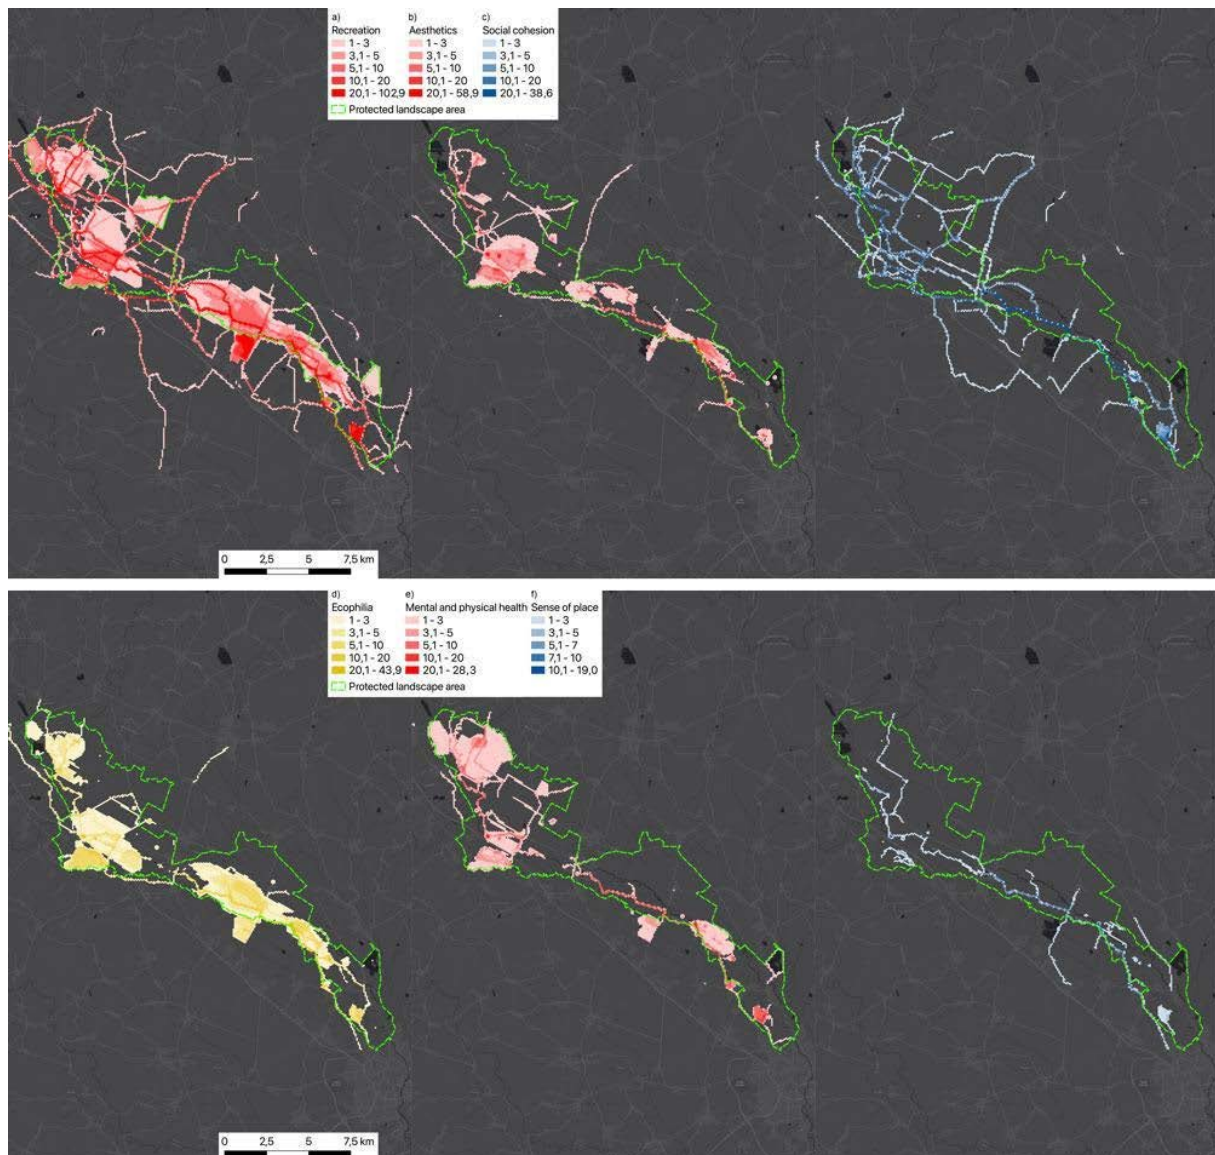 a) b) c)
Recreation Aesthetics Social cohesion
1 - 3 1 - 3 1 - 3
3,1 - 5 3,1 - 5 3,1 - 5
5,1 - 10 5,1 - 10 5,1 - 10
10,1 - 20 10,1 - 20 10,1 - 20
20,1 - 102,9 20,1 - 58,9 20,1 - 38,6
Protected landscape area
0 2,5 5 7,5 km
d) e) f)
Ecophilia Mental and physical health Sense of place
1 - 3 1 - 3 1 - 3
3,1 - 5 3,1 - 5 3,1 - 5
5,1 - 10 5,1 - 10 5,1 - 7
10,1 - 20 10,1 - 20 7,1 - 10
20,1 - 43,9 20,1 - 28,3 10,1 - 19,0
Protected landscape area
0 2,5 5 7,5 km